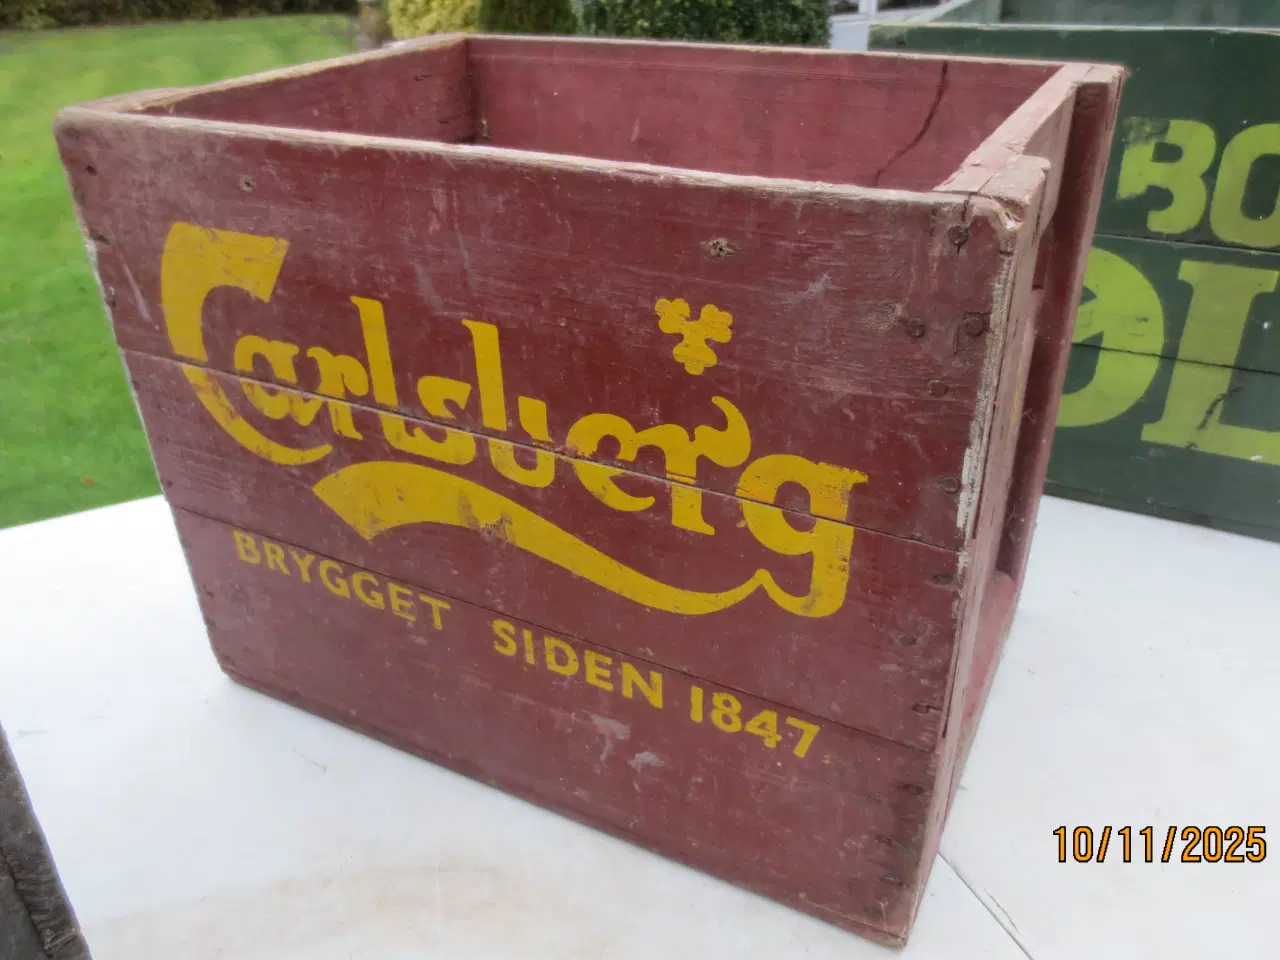 Carlsberg
BRYGGET SIDEN 1847
10/11/2025